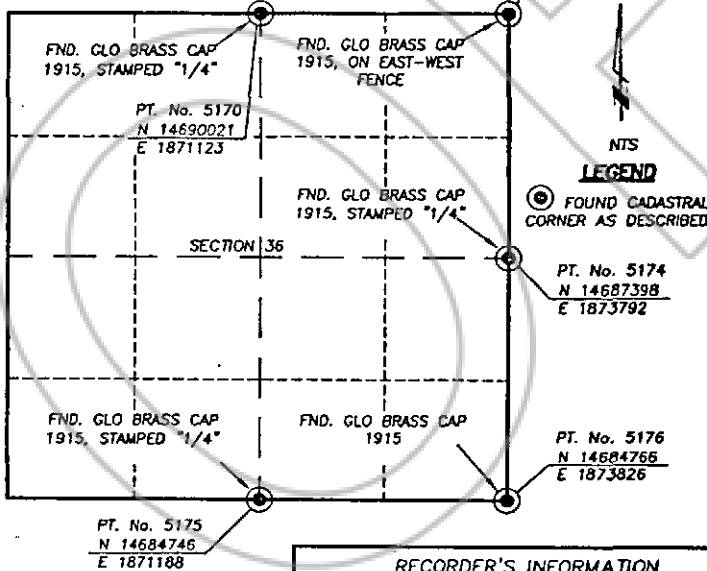 FND. GLO BRASS CAP
1915, STAMPED "1/4"
FND. GLO BRASS CAP
1915, ON EAST-WEST
FENCE
PT. No. 5170
N 14690021
E 1871123
NTS
LEGEND
FOUND CADASTRAL
CORNER AS DESCRIBED
FND. GLO BRASS CAP
1915, STAMPED "1/4"
SECTION 36
PT. No. 5174
N 14687398
E 1873792
FND. GLO BRASS CAP
1915, STAMPED "1/4"
FND. GLO BRASS CAP
1915
PT. No. 5176
N 14684766
E 1873826
PT. No. 5175
N 14684746
E 1871188
RECORDER'S INFORMATION